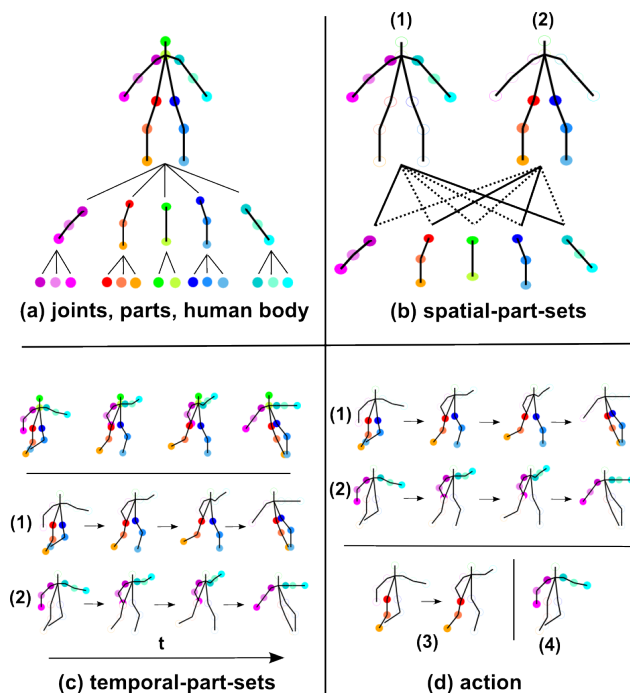 (1) (2)
(a) joints, parts, human body
(b) spatial-part-sets
(1)
(2)
t
(c) temporal-part-sets
(1)
(2)
(3) (4)
(d) action